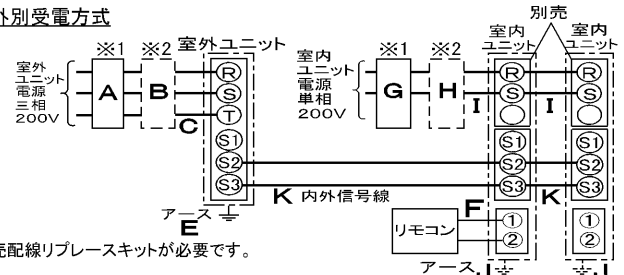 外別受電方式
別売
※1 ※2 室外ユニット
室外
ユニット
電源
三相
200V
A
B
C
R
S
T
S1
S2
S3
アース
E
室内
ユニット
電源
単相
200V
※1 ※2
G
H
I
I
室内
ユニット
R
S
S1
S2
S3
1
2
室内
ユニット
R
S
S1
S2
S3
1
2
K 内外信号線
K
F
リモコン
アース J
J
売配線リプレースキットが必要です。